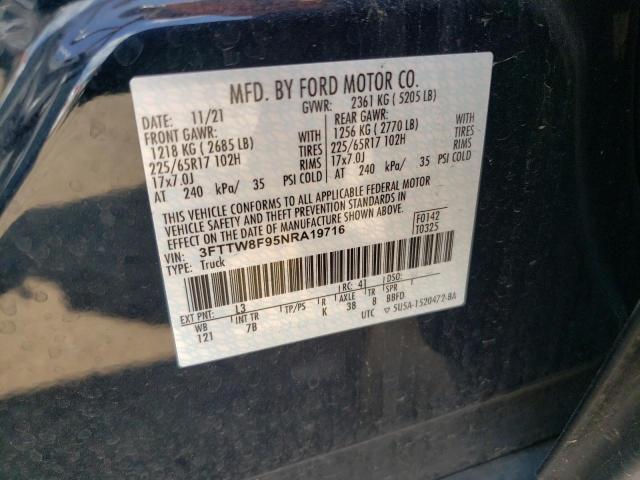 MFD. BY FORD MOTOR CO.
DATE: 11/21 GVWR: 2361 KG ( 5205 LB)
FRONT GAWR: REAR GAWR:
1218 KG ( 2685 LB) WITH 1256 KG ( 2770 LB) WITH
225/65R17 102H TIRES 225/65R17 102H TIRES
17x7.0J RIMS 17x7.0J RIMS
AT 240 kPa/ 35 PSI COLD AT 240 kPa/ 35 PSI COLD
THIS VEHICLE CONFORMS TO ALL APPLICABLE FEDERAL MOTOR
VEHICLE SAFETY AND THEFT PREVENTION STANDARDS IN
EFFECT ON THE DATE OF MANUFACTURE SHOWN ABOVE.
VIN: 3FTTW8F95NRA19716 F0142
TYPE: Truck T0325
EXT PNT: L3 RC: 41 DSO:
WB INT TR TP/PS R AXLE TR SPR
121 7B K 38 8 BBFD
UTC ▽ 5U5A-1520472-BA